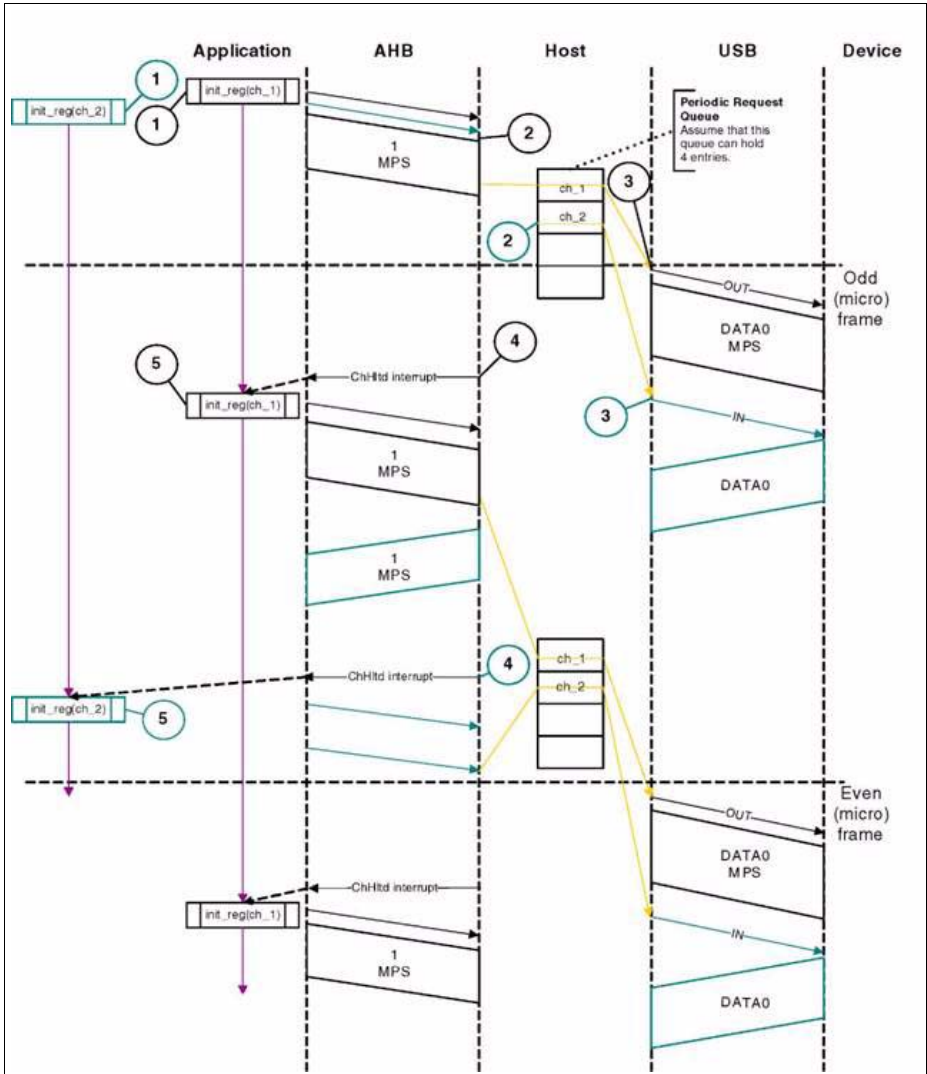 Application AHB Host USB Device
1
init_reg(ch_2)
init_reg(ch_1)
1
Periodic Request
Queue
Assume that this
queue can hold
4 entries.
2
1
MPS
3
ch_1
ch_2
2
Odd
(micro)
frame
OUT
DATA0
MPS
4
5
ChHltd interrupt
init_reg(ch_1)
3
IN
1
MPS
DATA0
1
MPS
4
ch_1
ChHltd interrupt
ch_2
init_reg(ch_2)
5
Even
(micro)
frame
OUT
DATA0
MPS
ChHltd interrupt
init_reg(ch_1)
IN
1
MPS
DATA0